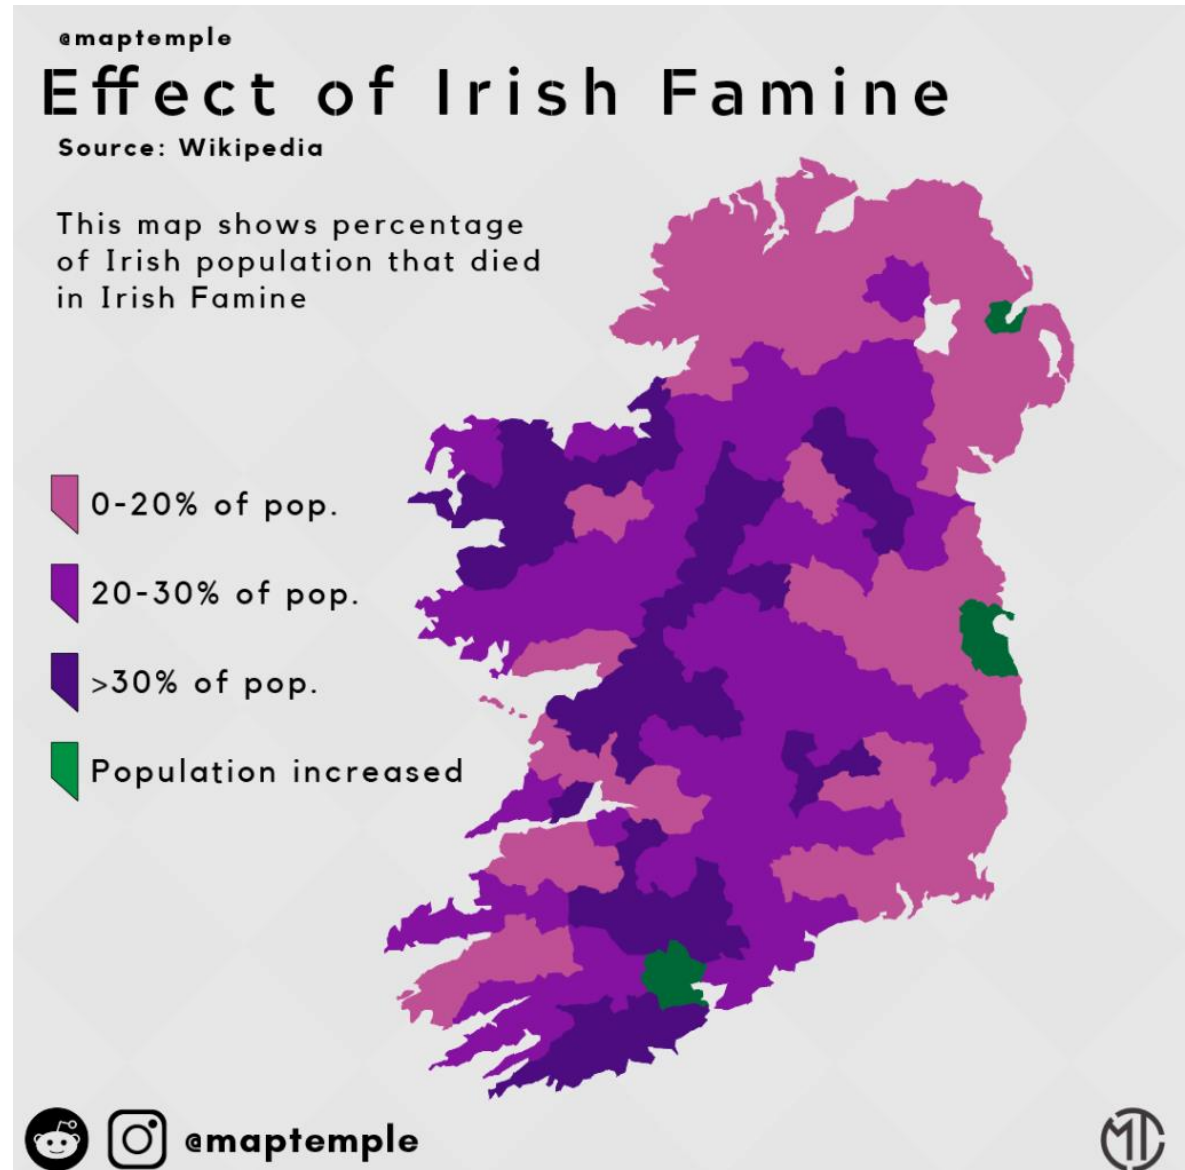 @maptemple
Effect of Irish Famine
Source: Wikipedia
This map shows percentage
of Irish population that died
in Irish Famine
0-20% of pop.
20-30% of pop.
>30% of pop.
Population increased
@maptemple
MTC